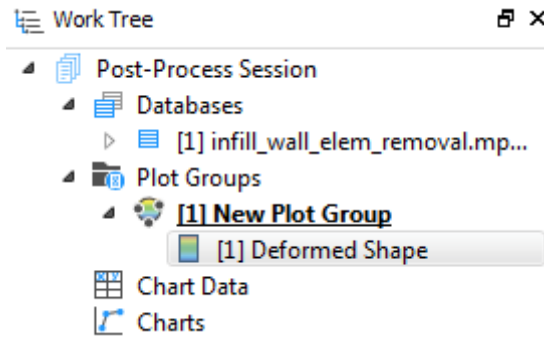 Work Tree
Post-Process Session
Databases
[1] infill_wall_elem_removal.mp...
Plot Groups
[1] New Plot Group
[1] Deformed Shape
Chart Data
Charts